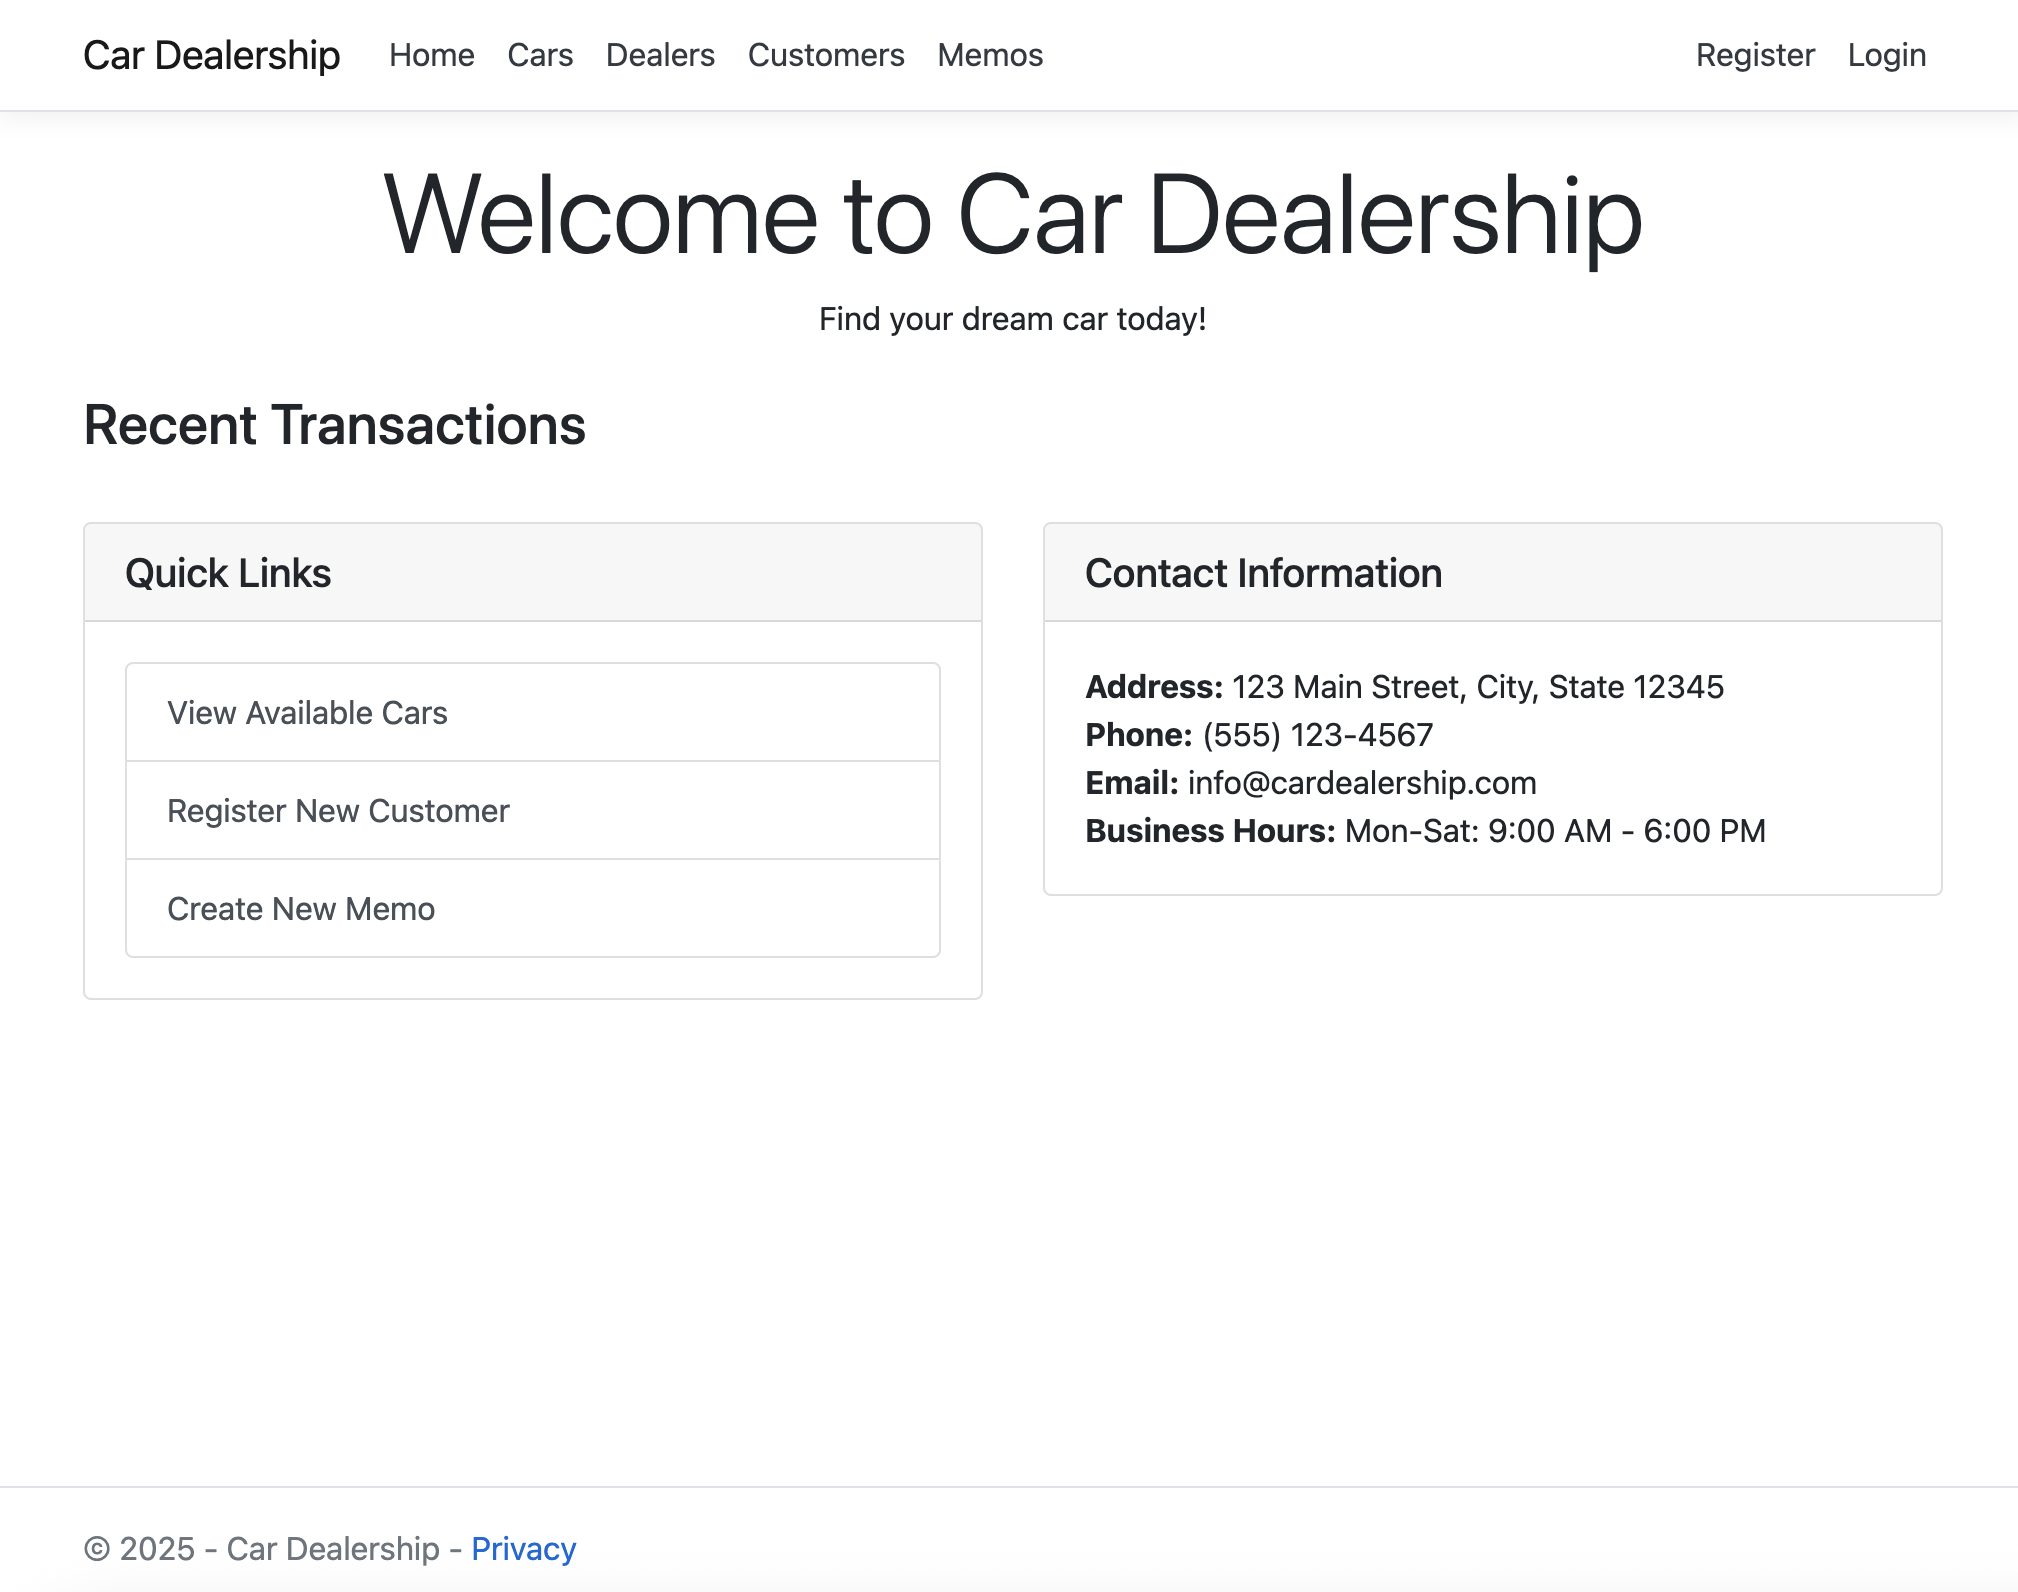 Car Dealership Home Cars Dealers Customers Memos Register Login
Welcome to Car Dealership
Find your dream car today!
Recent Transactions
Quick Links
View Available Cars
Register New Customer
Create New Memo
Contact Information
Address: 123 Main Street, City, State 12345
Phone: (555) 123-4567
Email: info@cardealership.com
Business Hours: Mon-Sat: 9:00 AM - 6:00 PM
© 2025 - Car Dealership - Privacy